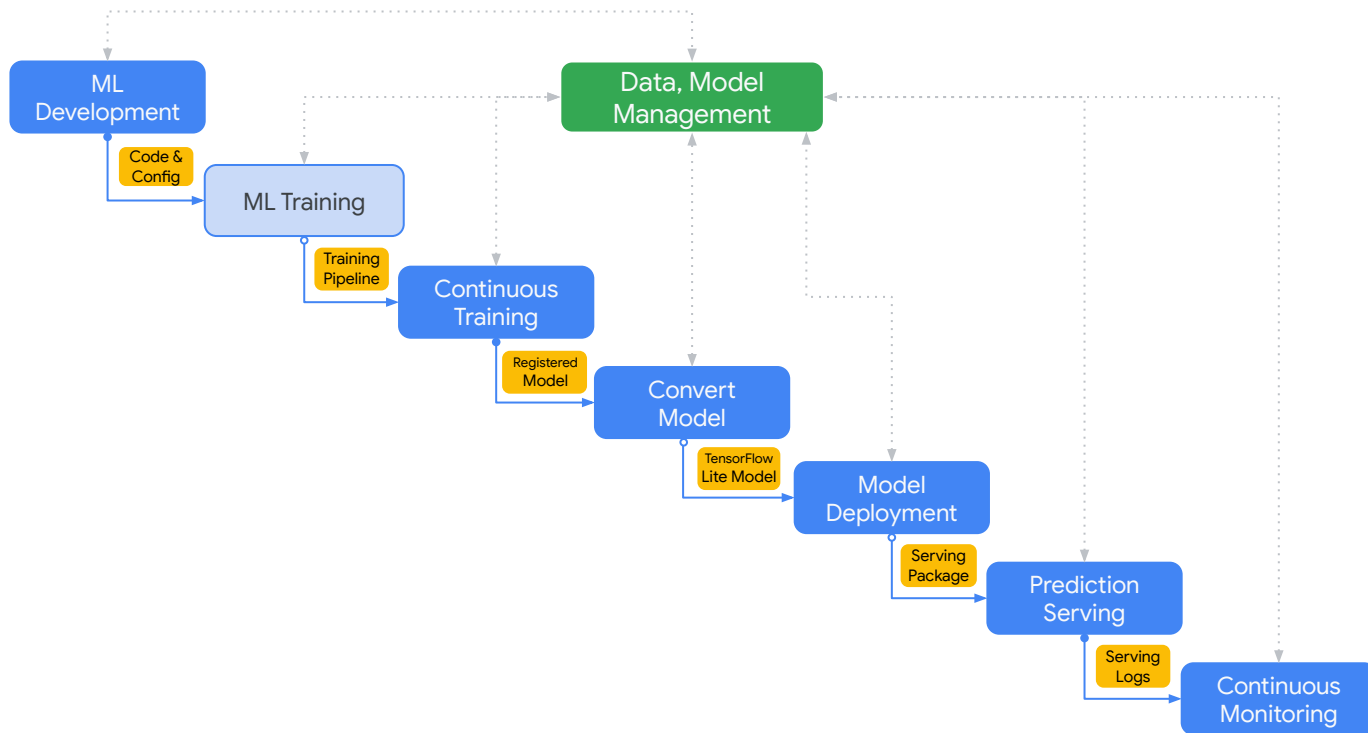 ML
Development
Data, Model
Management
Code &
Config
ML Training
Training
Pipeline
Continuous
Training
Registered
Model
Convert
Model
TensorFlow
Lite Model
Model
Deployment
Serving
Package
Prediction
Serving
Serving
Logs
Continuous
Monitoring